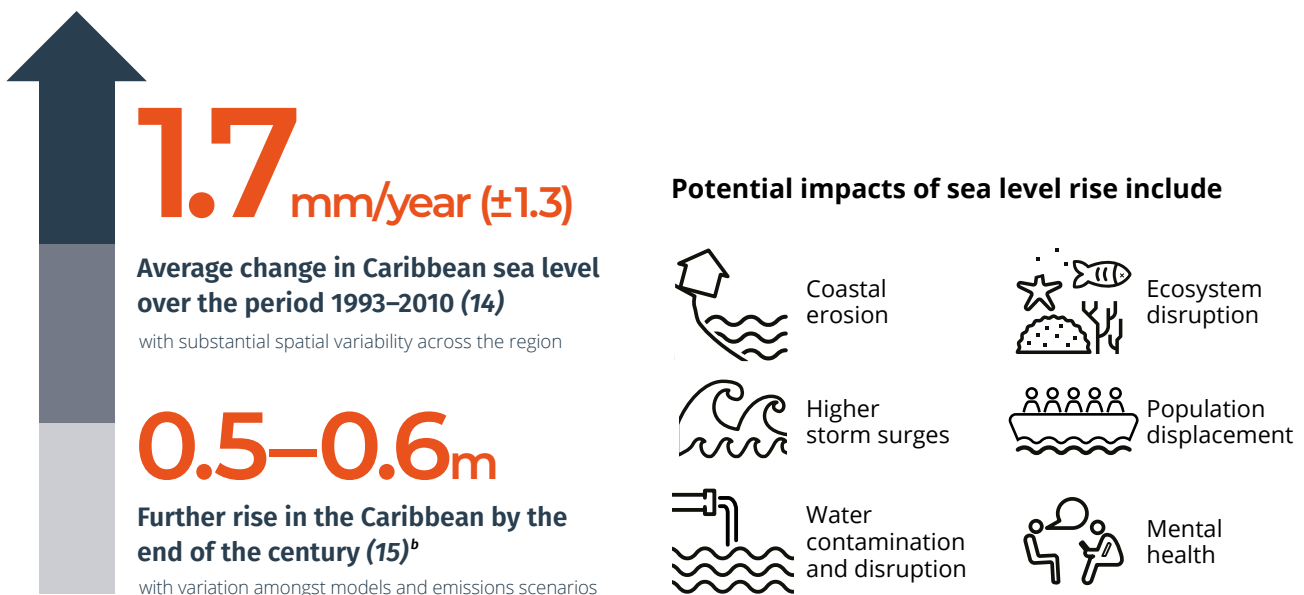 1.7 mm/year (±1.3)
Average change in Caribbean sea level
over the period 1993–2010 (14)
with substantial spatial variability across the region
0.5–0.6m
Further rise in the Caribbean by the
end of the century (15)b
with variation amongst models and emissions scenarios
Potential impacts of sea level rise include
Coastal
erosion
Ecosystem
disruption
Higher
storm surges
Population
displacement
Water
contamination
and disruption
Mental
health